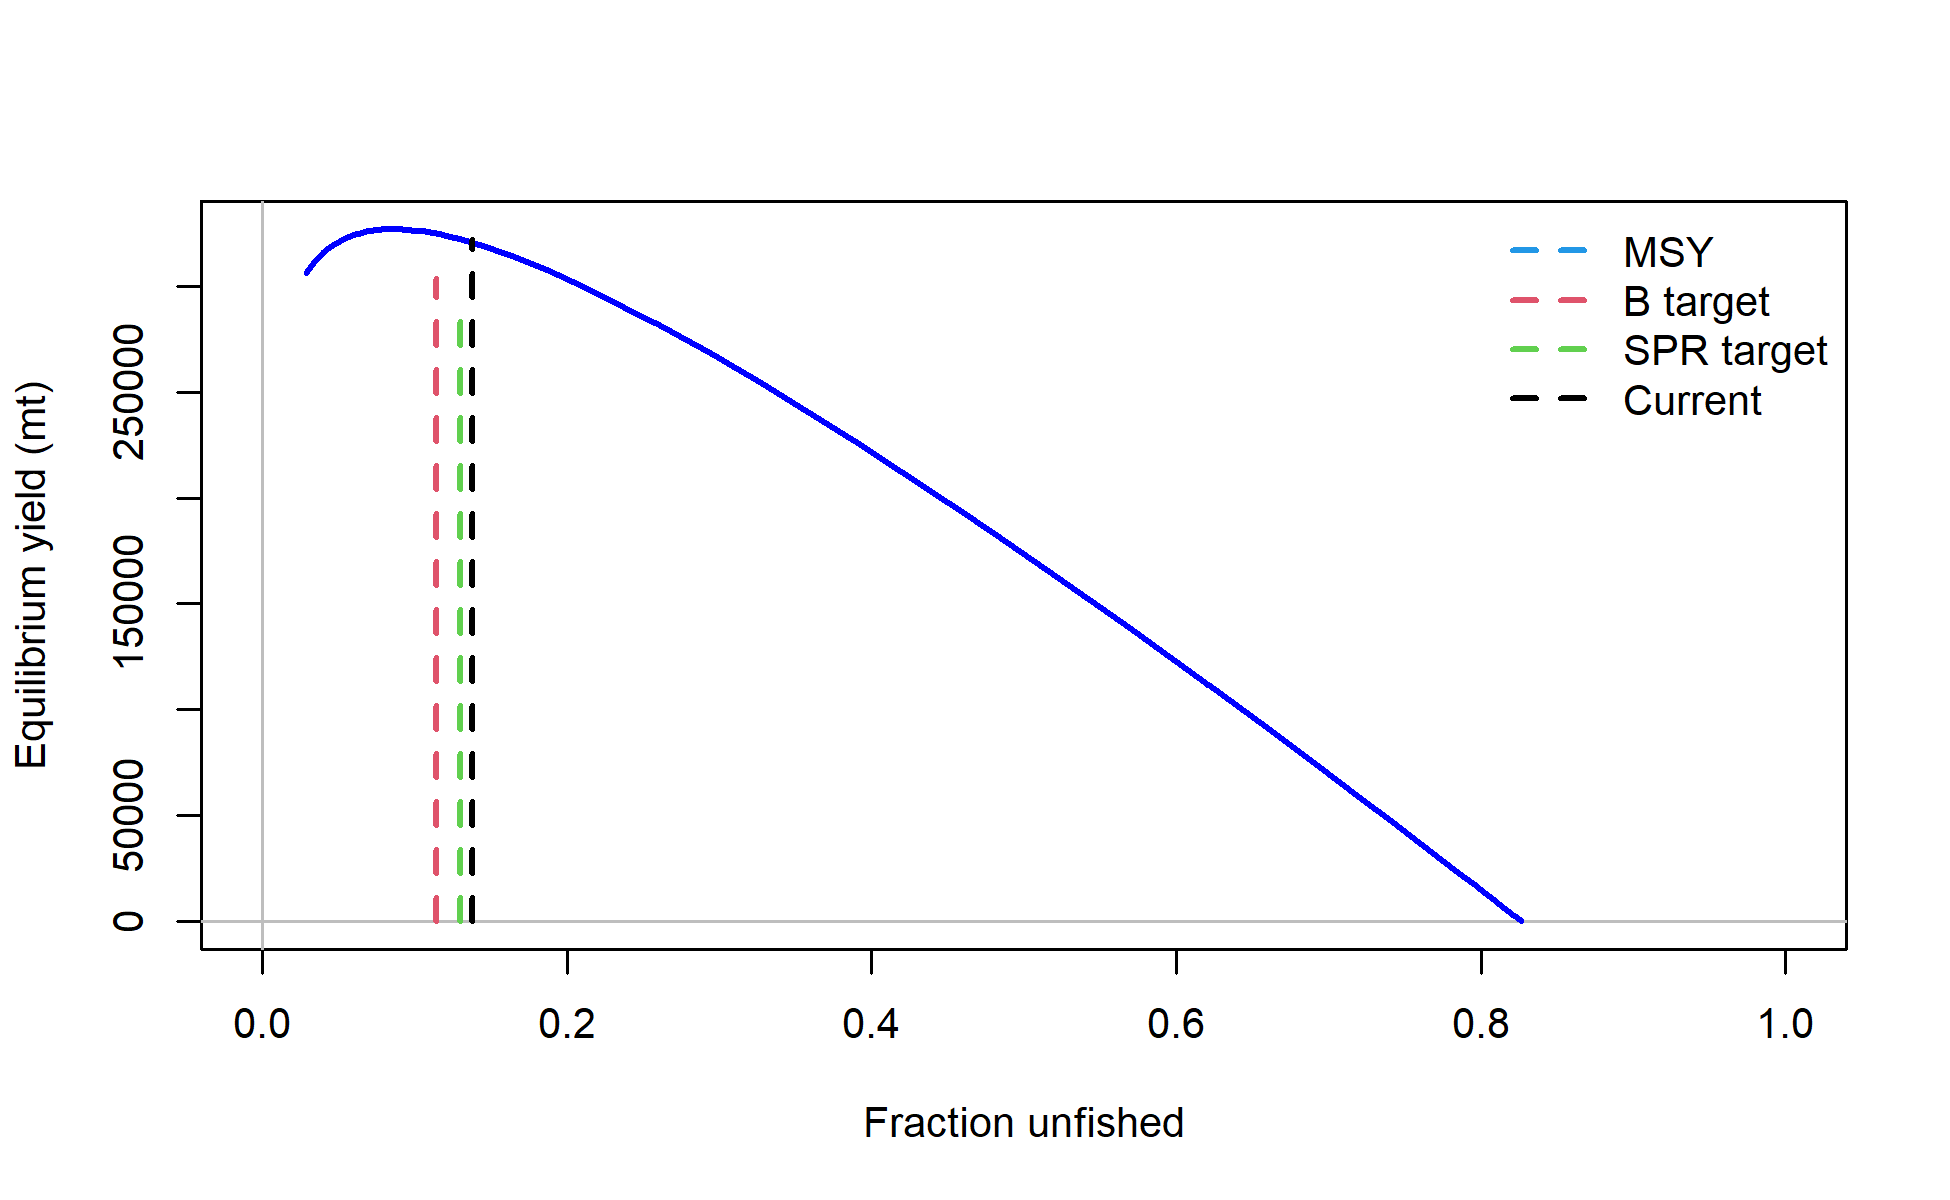 MSY
B target
SPR target
Current
Equilibrium yield (mt)
250000
150000
50000
0
0.0 0.2 0.4 0.6 0.8 1.0
Fraction unfished